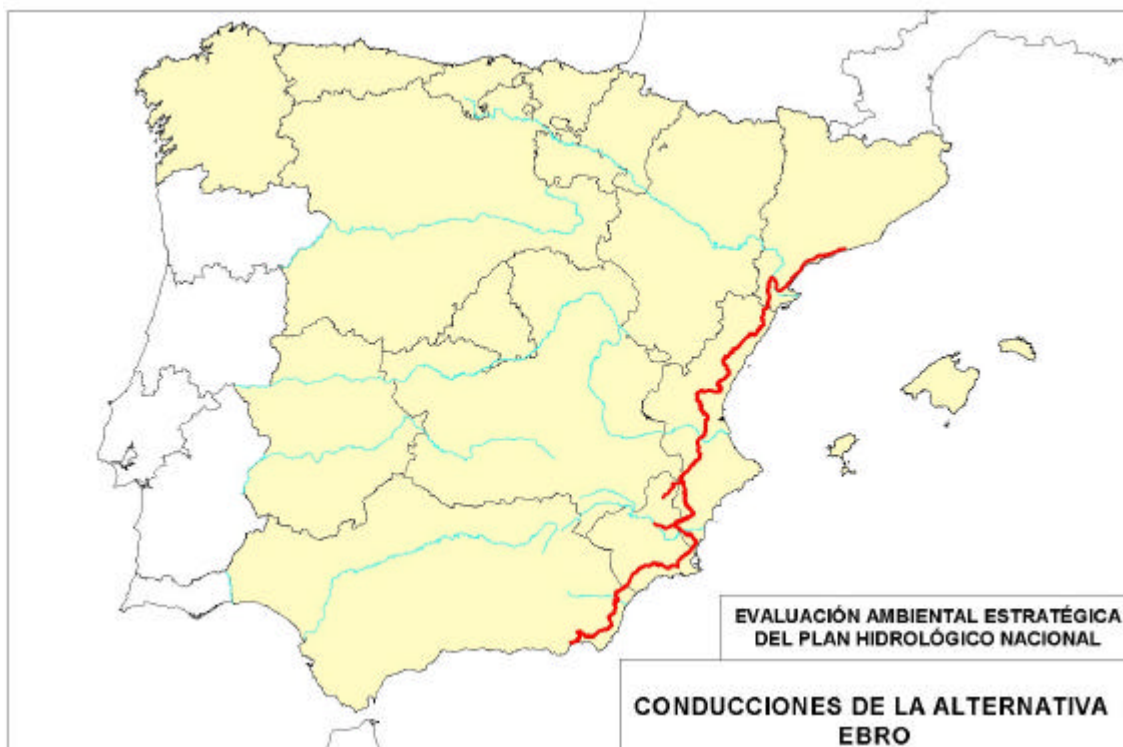 EVALUACIÓN AMBIENTAL ESTRATÉGICA
DEL PLAN HIDROLÓGICO NACIONAL
CONDUCCIONES DE LA ALTERNATIVA
EBRO